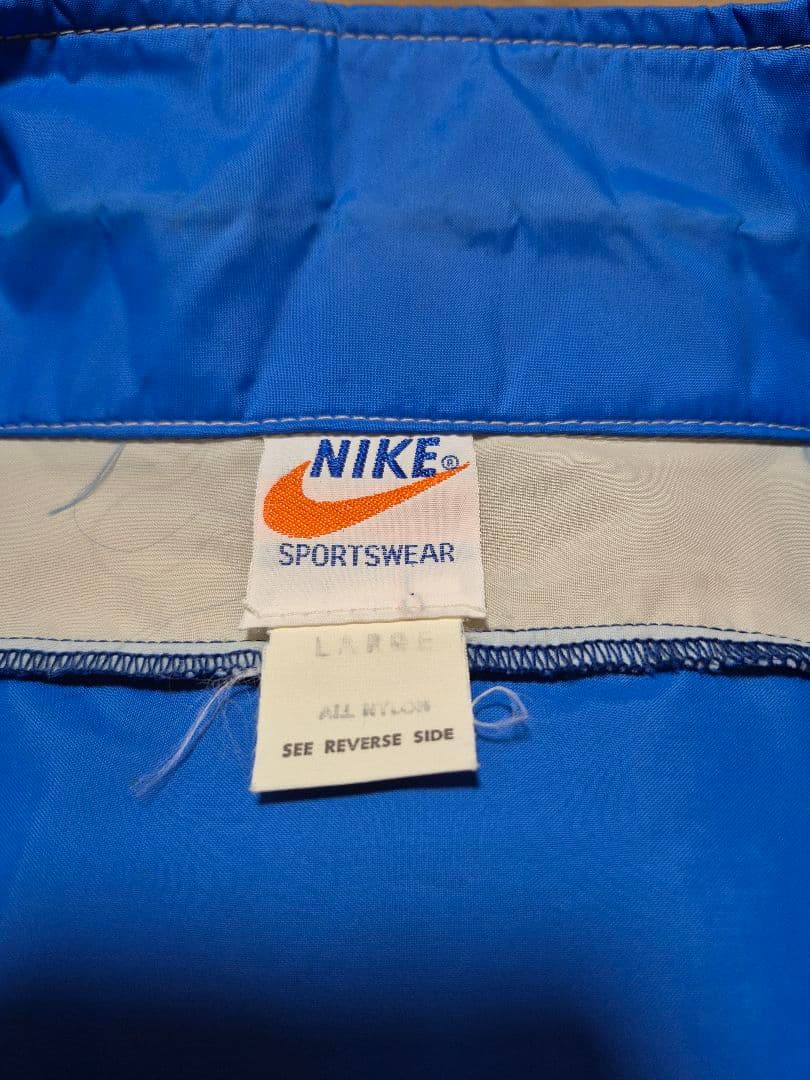 NIKE®
SPORTSWEAR
LARGE
ALL NYLON
SEE REVERSE SIDE